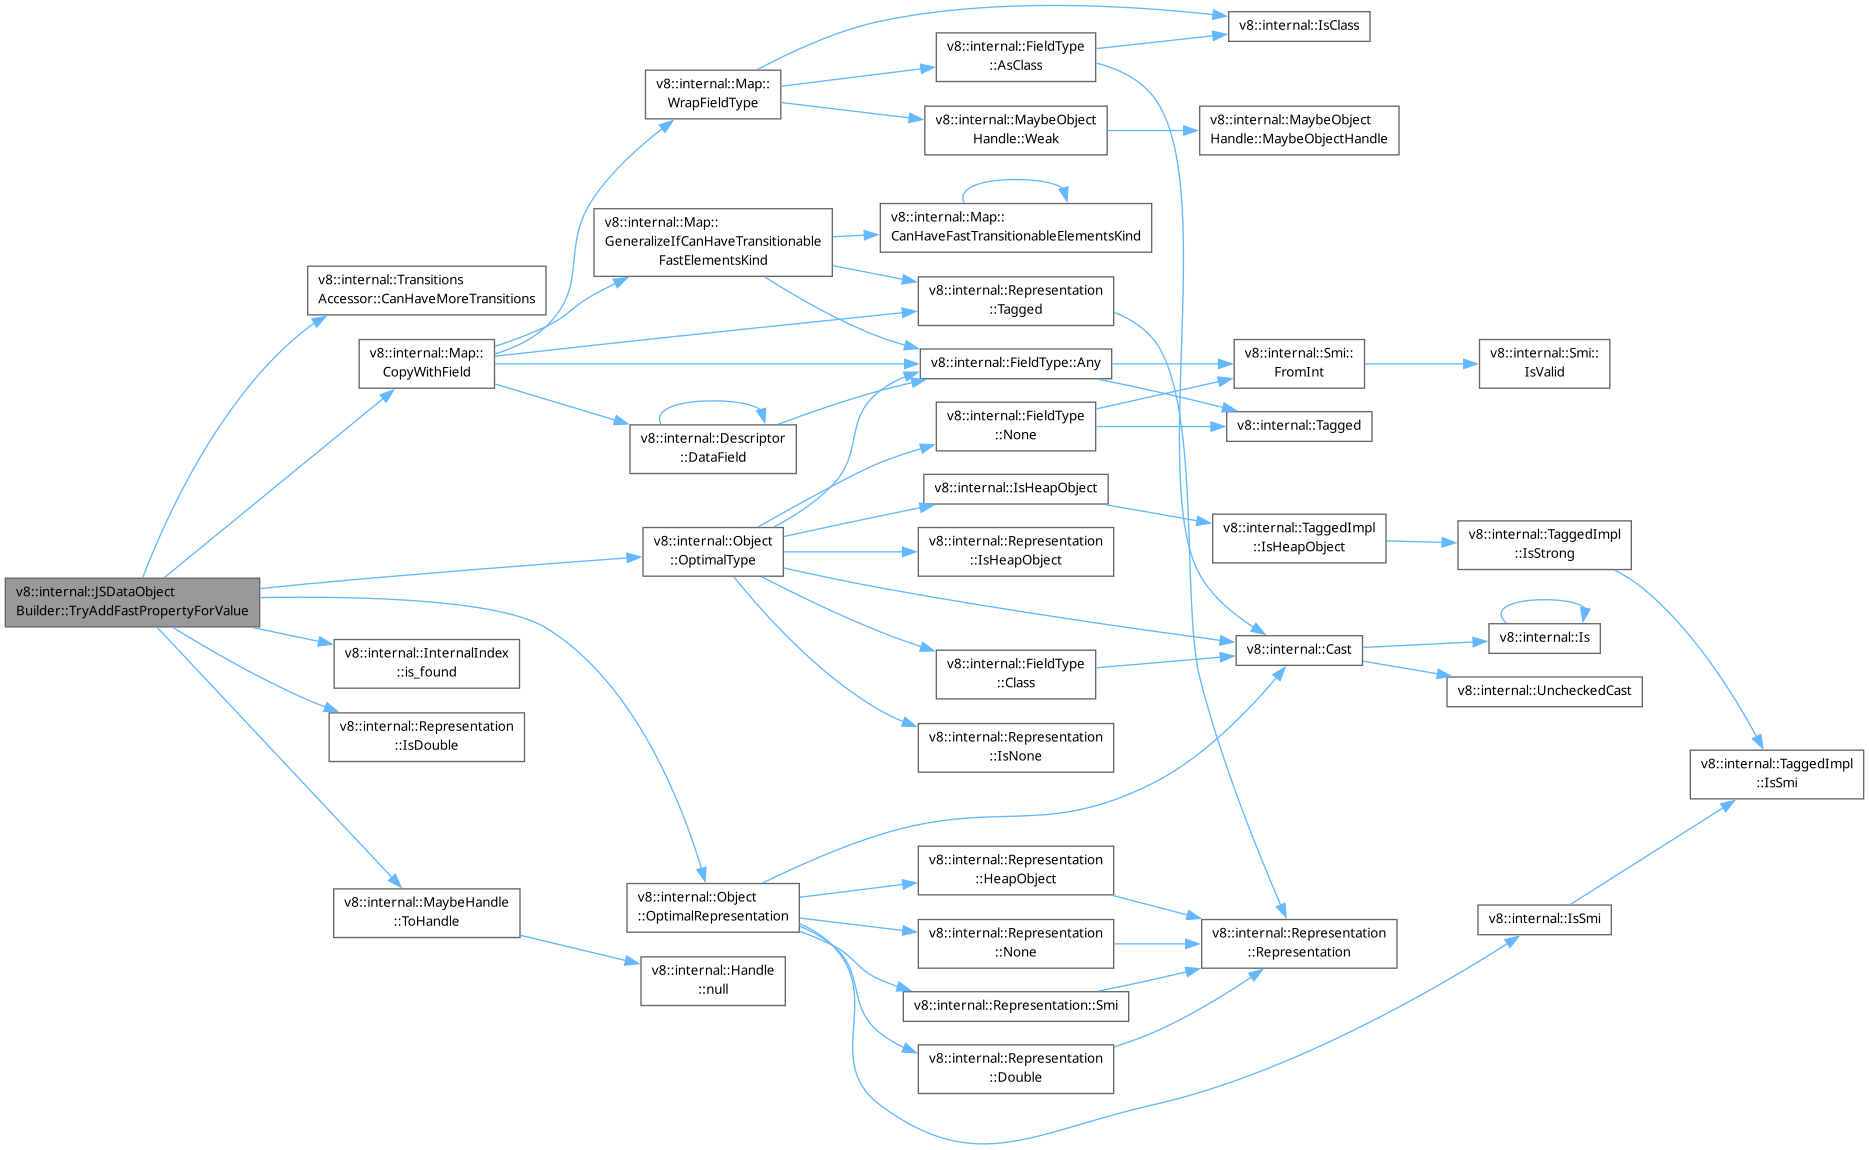 v8::internal::JSDataObject
Builder::TryAddFastPropertyForValue
v8::internal::Transitions
Accessor::CanHaveMoreTransitions
v8::internal::Map::
CopyWithField
v8::internal::InternalIndex
::is_found
v8::internal::Representation
::IsDouble
v8::internal::MaybeHandle
::ToHandle
v8::internal::Map::
WrapFieldType
v8::internal::Map::
GeneralizeIfCanHaveTransitionable
FastElementsKind
v8::internal::Descriptor
::DataField
v8::internal::Object
::OptimalType
v8::internal::Object
::OptimalRepresentation
v8::internal::Handle
::null
v8::internal::FieldType
::AsClass
v8::internal::MaybeObject
Handle::Weak
v8::internal::Map::
CanHaveFastTransitionableElementsKind
v8::internal::Representation
::Tagged
v8::internal::FieldType::Any
v8::internal::FieldType
::None
v8::internal::IsHeapObject
v8::internal::Representation
::IsHeapObject
v8::internal::FieldType
::Class
v8::internal::Representation
::IsNone
v8::internal::Representation
::HeapObject
v8::internal::Representation
::None
v8::internal::Representation::Smi
v8::internal::Representation
::Double
v8::internal::IsClass
v8::internal::MaybeObject
Handle::MaybeObjectHandle
v8::internal::Smi::
FromInt
v8::internal::Tagged
v8::internal::TaggedImpl
::IsHeapObject
v8::internal::Cast
v8::internal::Representation
::Representation
v8::internal::Smi::
IsValid
v8::internal::TaggedImpl
::IsStrong
v8::internal::Is
v8::internal::UncheckedCast
v8::internal::IsSmi
v8::internal::TaggedImpl
::IsSmi